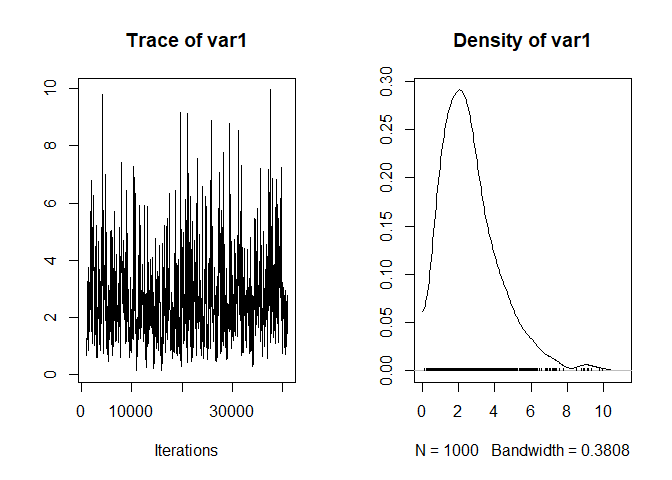 Trace of var1
10
8
6
4
2
0
0 10000 30000
Iterations
Density of var1
0.30
0.25
0.20
0.15
0.10
0.05
0.00
0 2 4 6 8 10
N = 1000 Bandwidth = 0.3808